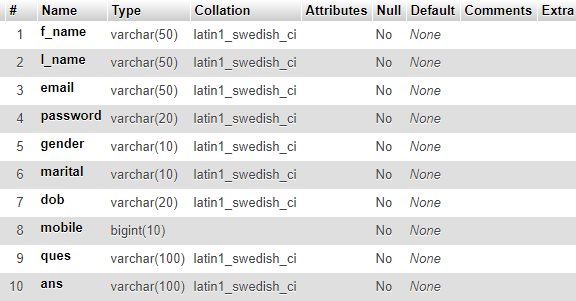 # Name Type Collation Attributes Null Default Comments Extra
1 f_name varchar(50) latin1_swedish_ci No None
2 l_name varchar(50) latin1_swedish_ci No None
3 email varchar(50) latin1_swedish_ci No None
4 password varchar(20) latin1_swedish_ci No None
5 gender varchar(10) latin1_swedish_ci No None
6 marital varchar(10) latin1_swedish_ci No None
7 dob varchar(20) latin1_swedish_ci No None
8 mobile bigint(10) No None
9 ques varchar(100) latin1_swedish_ci No None
10 ans varchar(100) latin1_swedish_ci No None